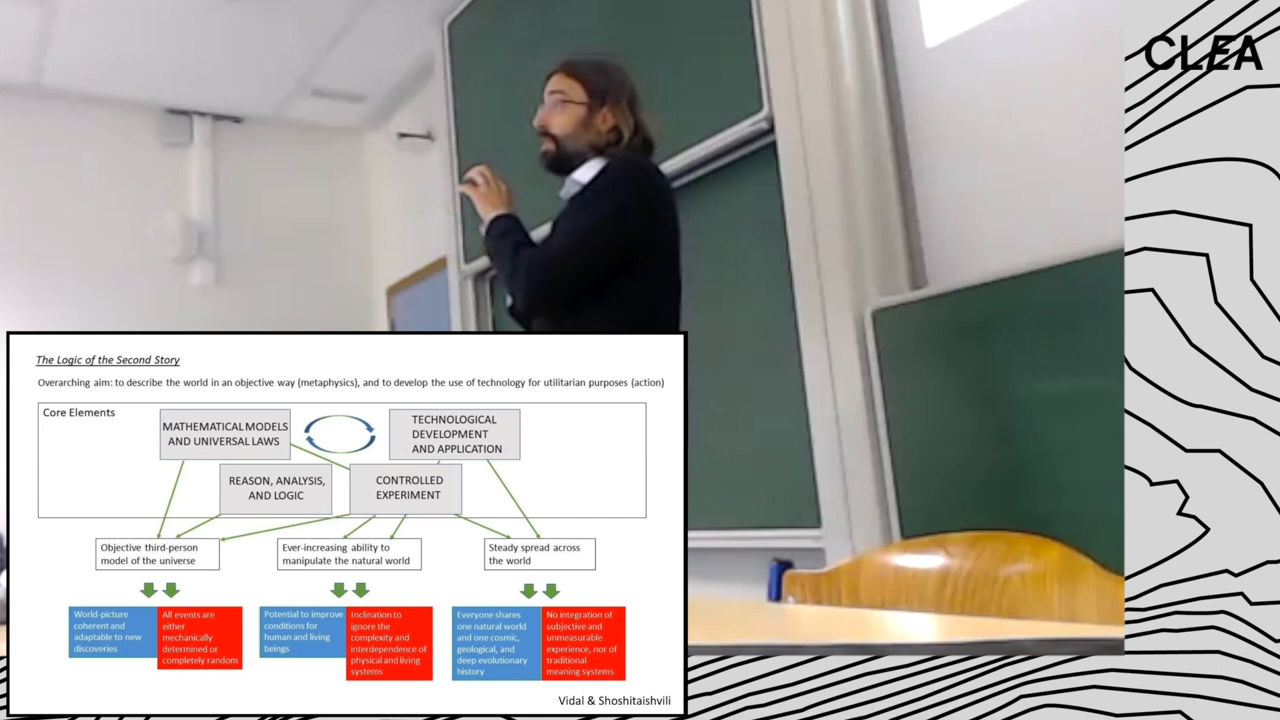 CLEA
The Logic of the Second Story
Overarching aim: to describe the world in an objective way (metaphysics), and to develop the use of technology for utilitarian purposes (action)
Core Elements
MATHEMATICAL MODELS
AND UNIVERSAL LAWS
TECHNOLOGICAL
DEVELOPMENT
AND APPLICATION
REASON, ANALYSIS,
AND LOGIC
CONTROLLED
EXPERIMENT
Objective third-person
model of the universe
Ever-increasing ability to
manipulate the natural world
Steady spread across
the world
World-picture
coherent and
adaptable to new
discoveries
All events are
either
mechanically
determined or
completely random
Potential to improve
conditions for
human and living
beings
Inclination to
ignore the
complexity and
interdependence of
physical and living
systems
Everyone shares
one natural world
and one cosmic,
geological, and
deep evolutionary
history
No integration of
subjective and
unmeasurable
experience, nor of
traditional
meaning systems
Vidal & Shoshitaishvili